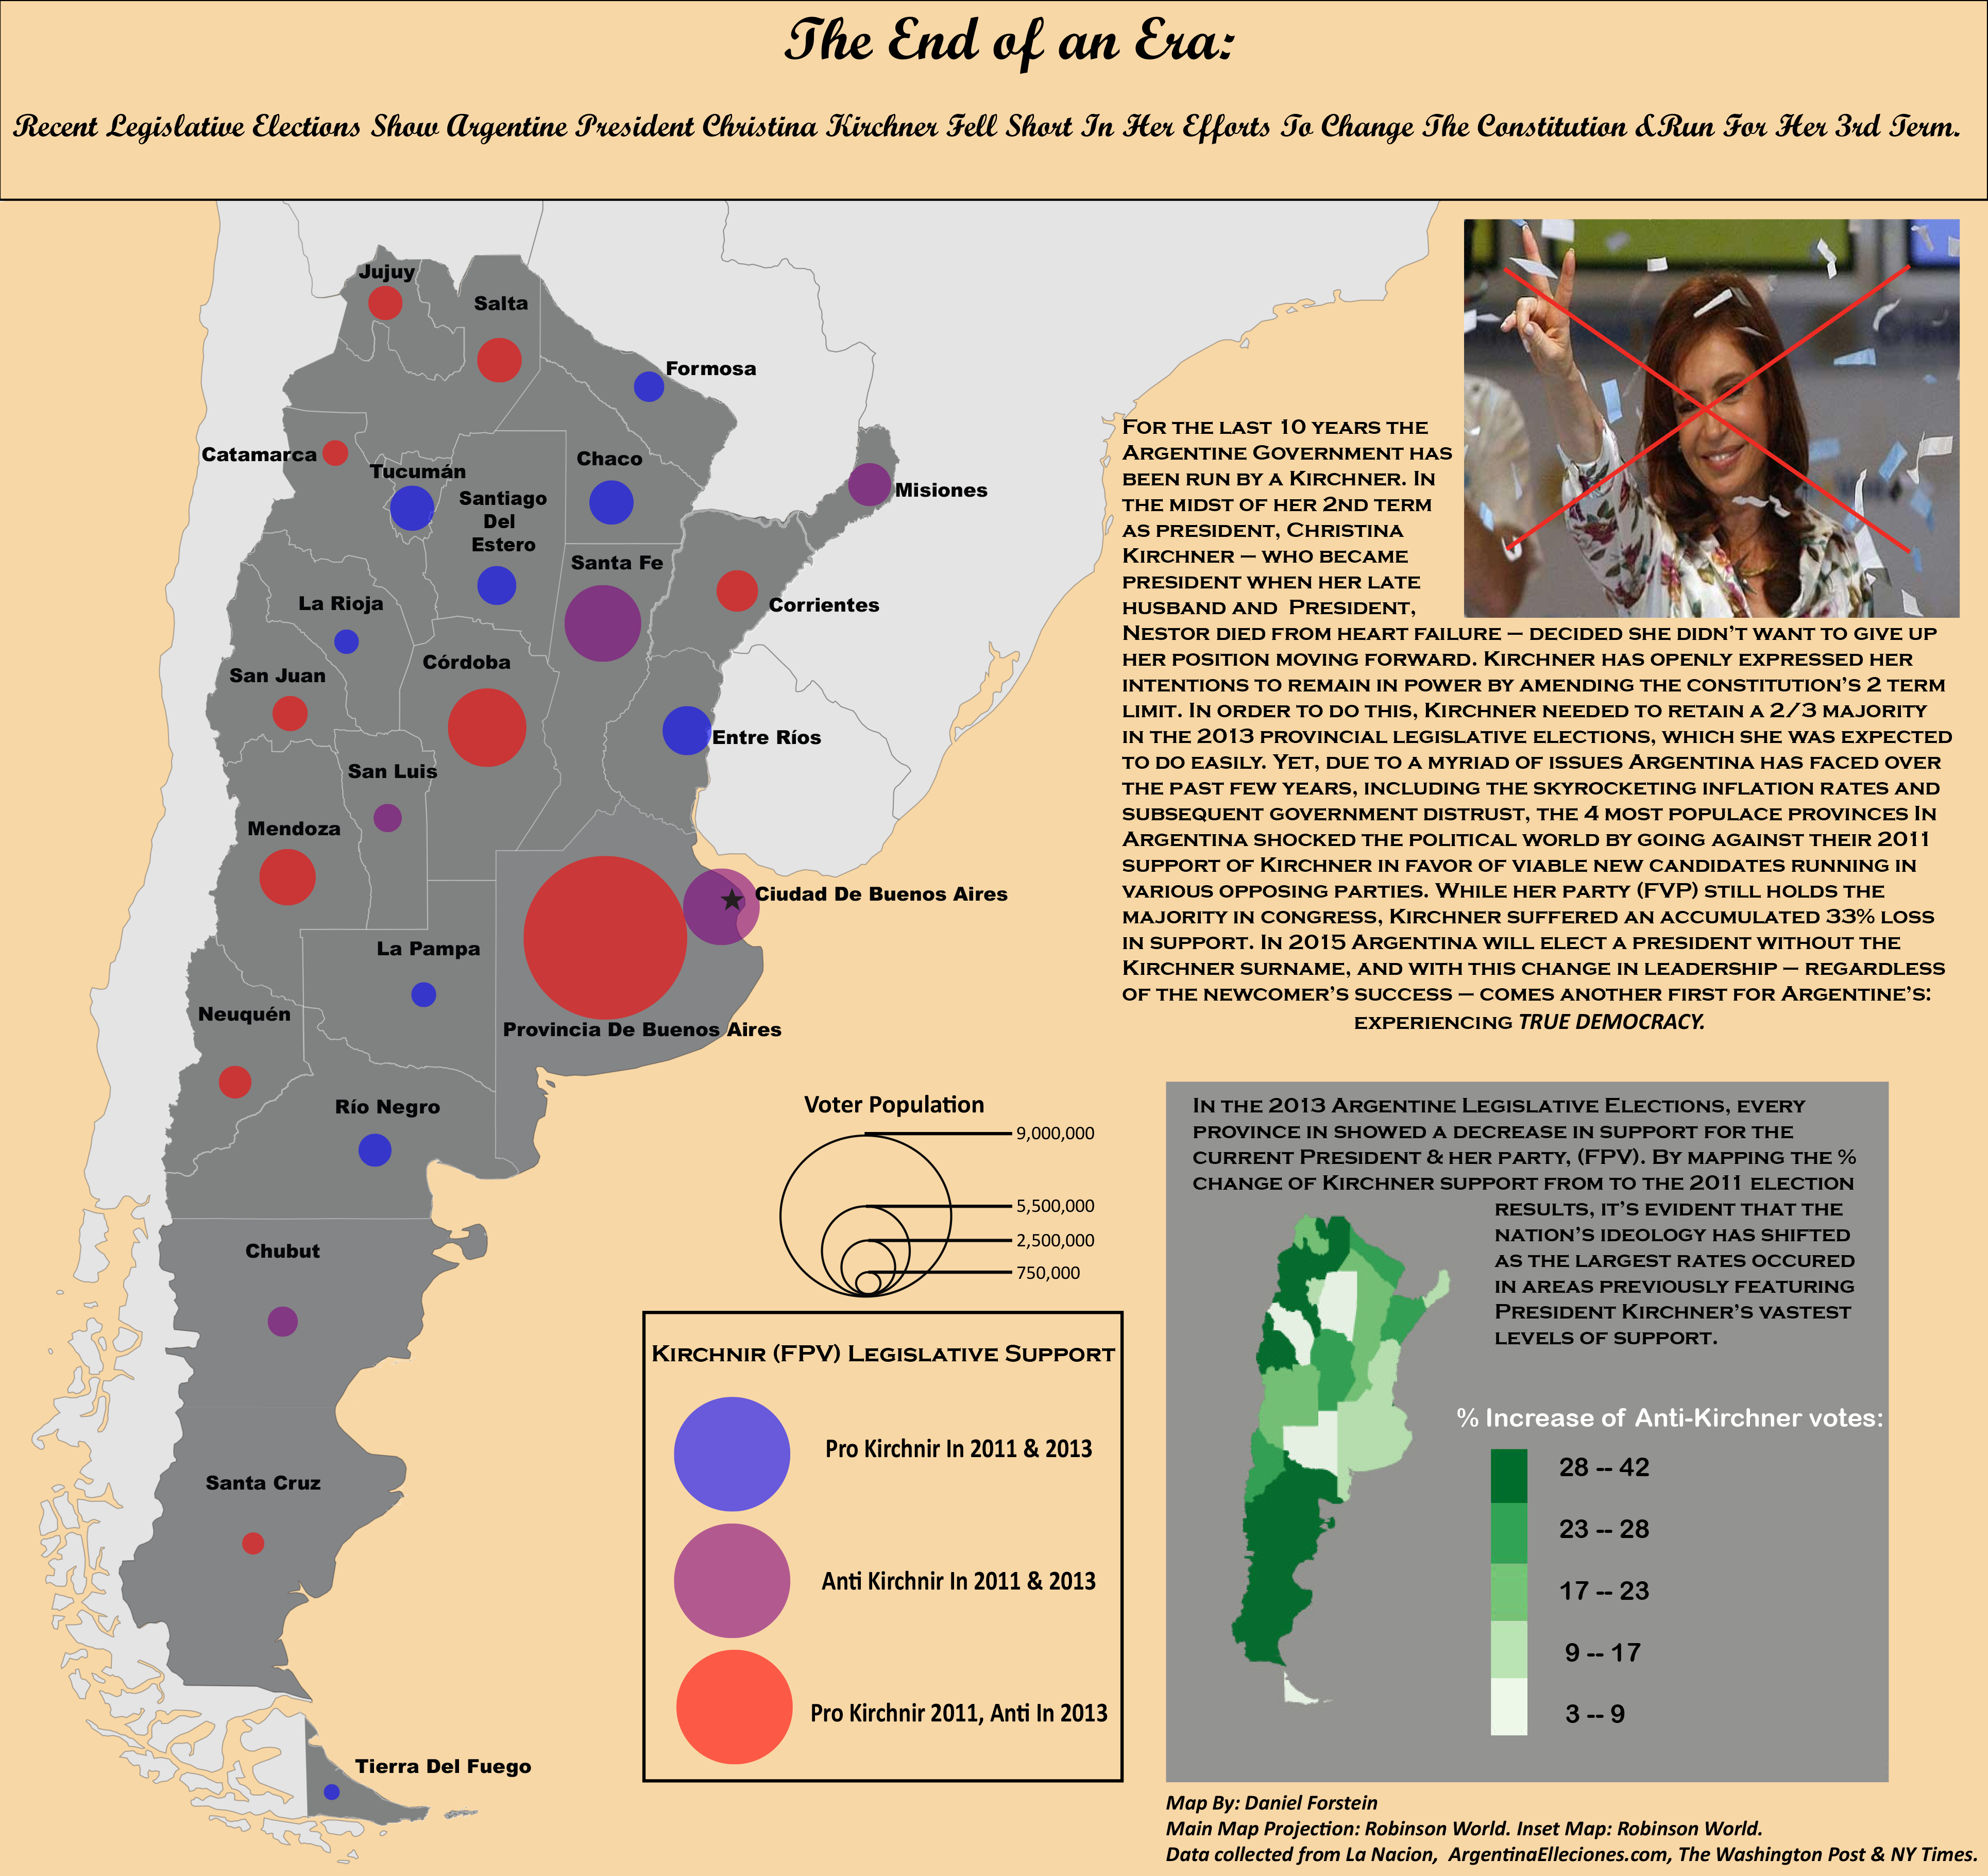 The End of an Era:
Recent Legislative Elections Show Argentine President Christina Kirchner Fell Short In Her Efforts To Change The Constitution &Run For Her 3rd Term.
Jujuy
Salta
Formosa
Catamarca
Tucumán
Chaco
Santiago
Del
Estero
Misiones
Santa Fe
Corrientes
La Rioja
San Juan
Córdoba
Entre Ríos
San Luis
Mendoza
Ciudad De Buenos Aires
La Pampa
Neuquén
Provincia De Buenos Aires
Río Negro
Chubut
Santa Cruz
Tierra Del Fuego
For the last 10 years the
Argentine Government has
been run by a Kirchner. In
the midst of her 2nd term
as president, Christina
Kirchner – who became
president when her late
husband and President,
Nestor died from heart failure – decided she didn't want to give up
her position moving forward. Kirchner has openly expressed her
intentions to remain in power by amending the constitution's 2 term
limit. In order to do this, Kirchner needed to retain a 2/3 majority
in the 2013 provincial legislative elections, which she was expected
to do easily. Yet, due to a myriad of issues Argentina has faced over
the past few years, including the skyrocketing inflation rates and
subsequent government distrust, the 4 most populace provinces In
Argentina shocked the political world by going against their 2011
support of Kirchner in favor of viable new candidates running in
various opposing parties. While her party (FVP) still holds the
majority in congress, Kirchner suffered an accumulated 33% loss
in support. In 2015 Argentina will elect a president without the
Kirchner surname, and with this change in leadership – regardless
of the newcomer's success – comes another first for Argentine's:
experiencing TRUE DEMOCRACY.
Voter Population
9,000,000
5,500,000
2,500,000
750,000
Kirchnir (FPV) Legislative Support
Pro Kirchnir In 2011 & 2013
Anti Kirchnir In 2011 & 2013
Pro Kirchnir 2011, Anti In 2013
In the 2013 Argentine Legislative Elections, every
province in showed a decrease in support for the
current President & her party, (FPV). By mapping the %
change of Kirchner support from to the 2011 election
results, it's evident that the
nation's ideology has shifted
as the largest rates occured
in areas previously featuring
President Kirchner's vastest
levels of support.
% Increase of Anti-Kirchner votes:
28 -- 42
23 -- 28
17 -- 23
9 -- 17
3 -- 9
Map By: Daniel Forstein
Main Map Projection: Robinson World. Inset Map: Robinson World.
Data collected from La Nacion, ArgentinaElleciones.com, The Washington Post & NY Times.